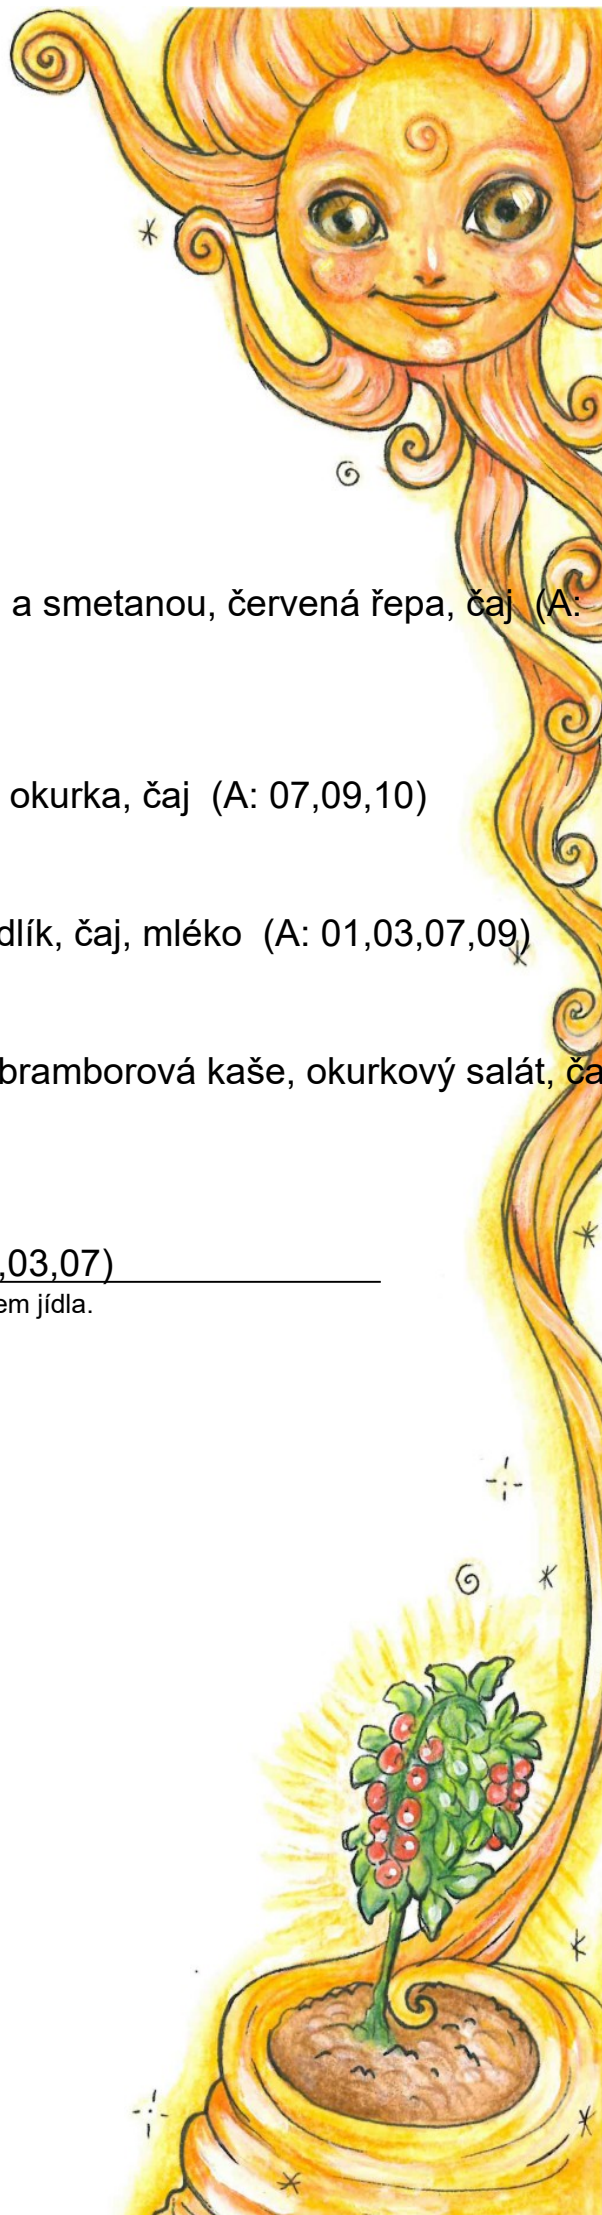 a smetanou, červená řepa, čaj (A:
okurka, čaj (A: 07,09,10)
dlík, čaj, mléko (A: 01,03,07,09)
bramborová kaše, okurkový salát, ča
,03,07)
em jídla.